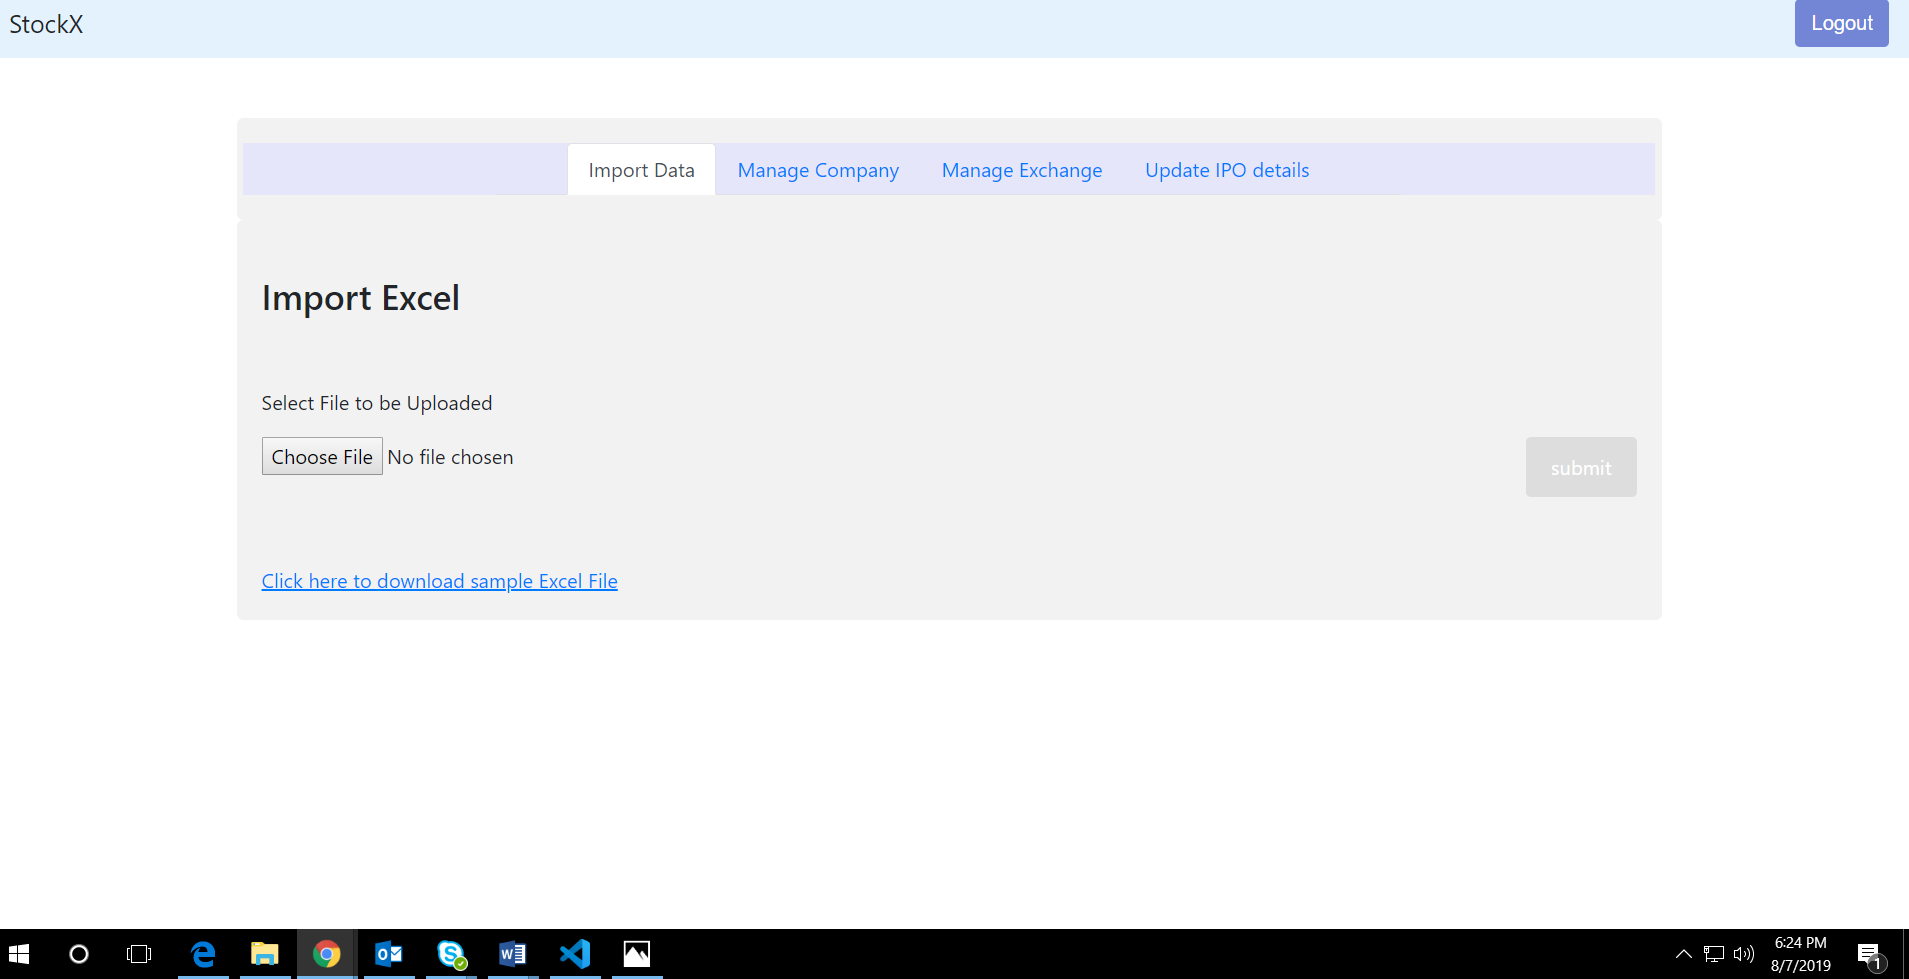 StockX
Logout
Import Data Manage Company Manage Exchange Update IPO details
Import Excel
Select File to be Uploaded
Choose File No file chosen
submit
Click here to download sample Excel File
6:24 PM
8/7/2019
1